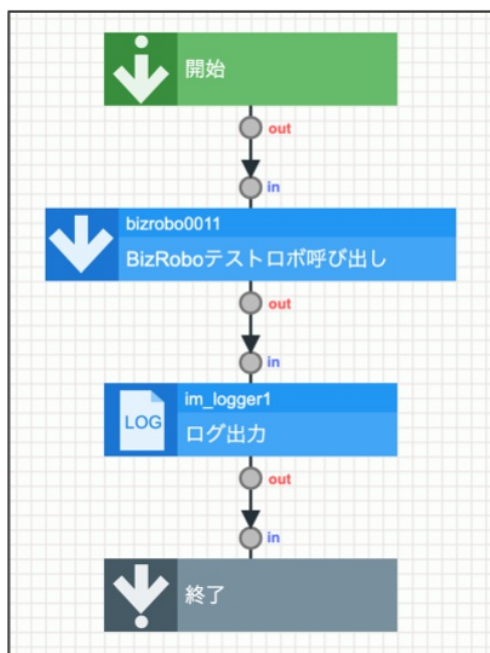 開始
out
in
bizrobo0011
BizRoboテストロボ呼び出し
out
in
im_logger1
LOG
ログ出力
out
in
終了